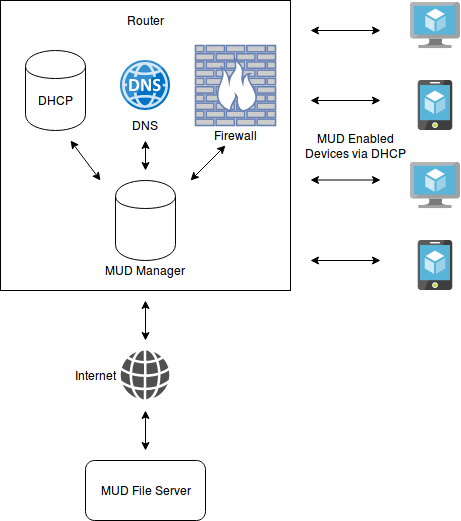 Router
DHCP
DNS
DNS
Firewall
MUD Enabled
Devices via DHCP
MUD Manager
Internet
MUD File Server